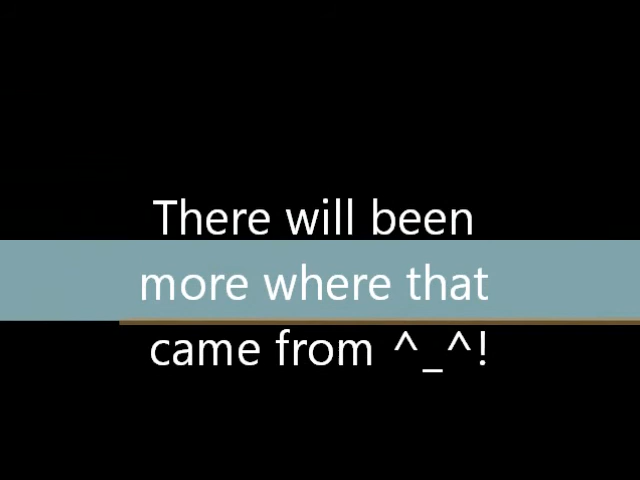 There will been
more where that
came from ^_^!